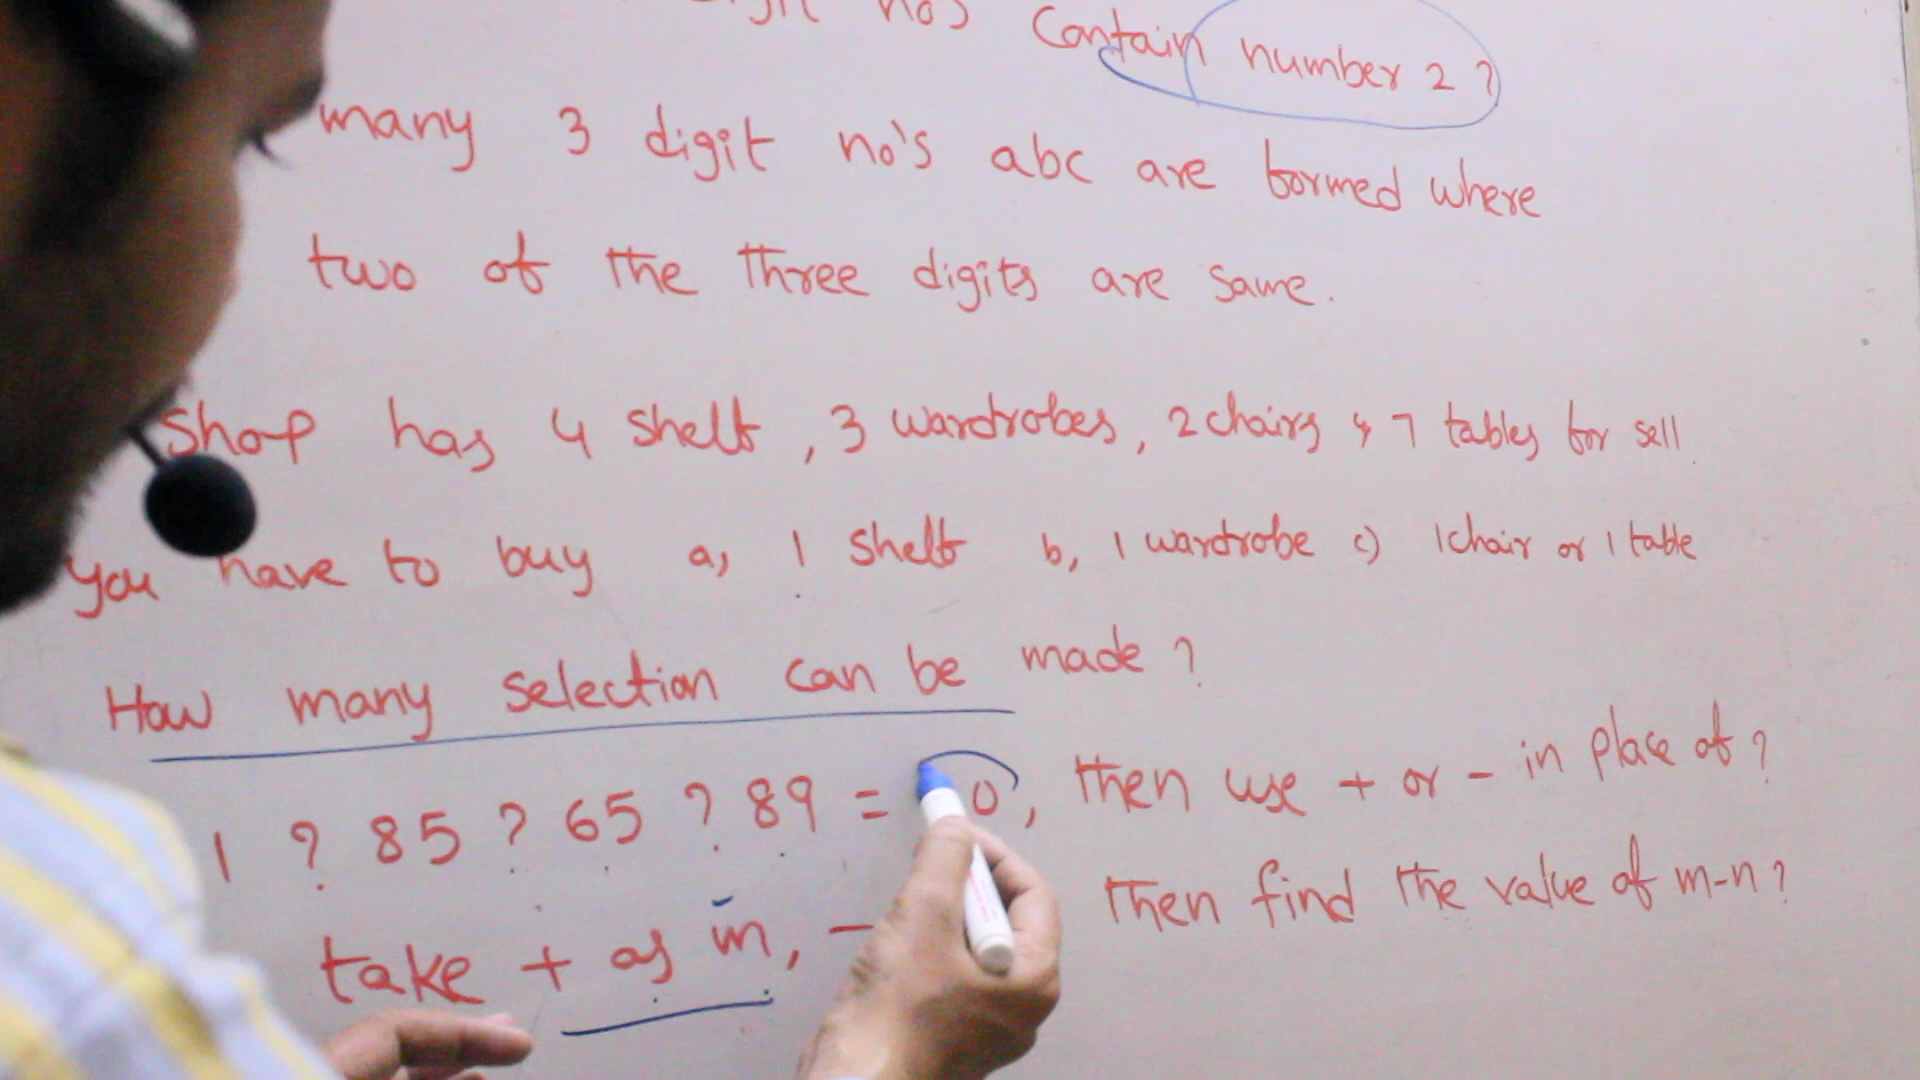 no's Contain number 2 ?
many 3 digit no's abc are formed where
two of the three digits are same.
Shop has 4 shelf, 3 wardrobes, 2 chairs & 7 tables for sell
you have to buy a, 1 shelf b, 1 wardrobe c) 1 chair or 1 table
How many selection can be made ?
1 ? 85 ? 65 ? 89 = 0, then use + or - in place of ?
take + as m, - then find the value of m-n?